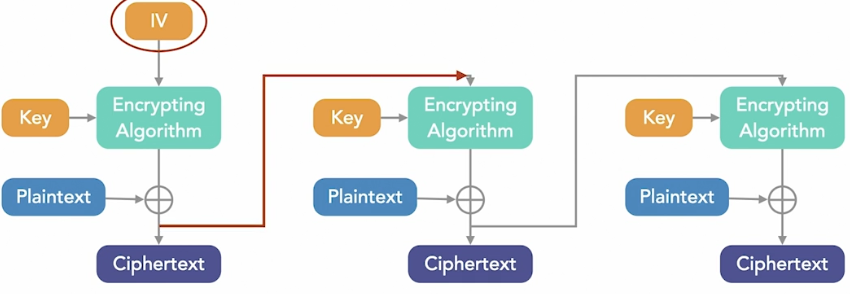 IV
Encrypting
Algorithm
Encrypting
Algorithm
Encrypting
Algorithm
Key
Key
Key
Plaintext
Plaintext
Plaintext
Ciphertext
Ciphertext
Ciphertext